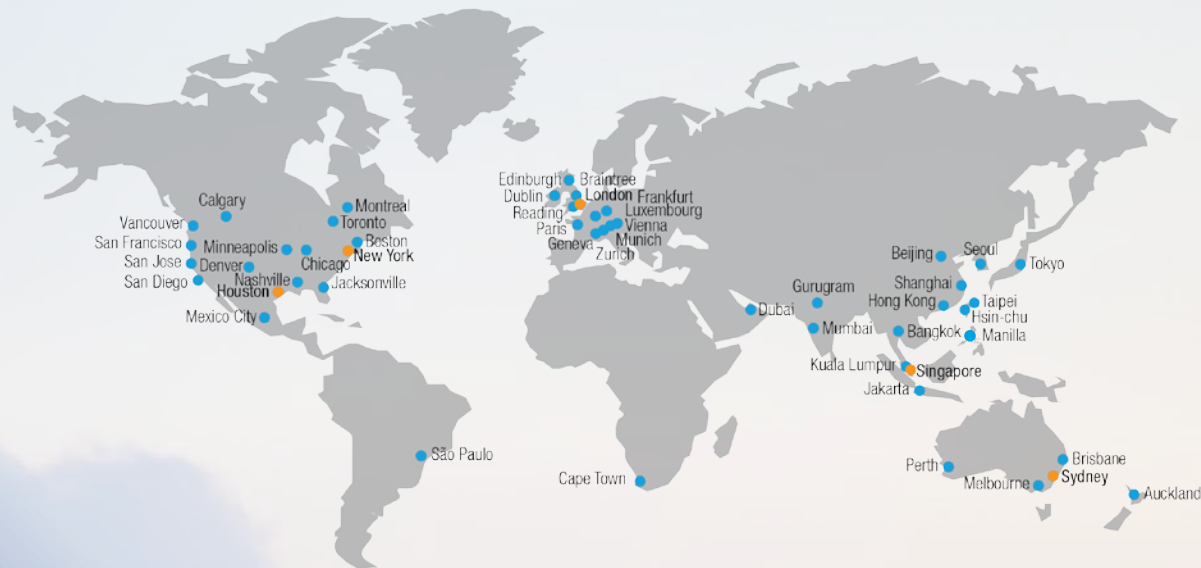 Calgary
Montreal
Vancouver
Toronto
San Francisco
Minneapolis
Boston
New York
San Jose
Denver
Chicago
San Diego
Nashville
Jacksonville
Houston
Mexico City
São Paulo
Edinburgh
Braintree
Dublin
London
Frankfurt
Reading
Luxembourg
Paris
Vienna
Geneva
Munich
Zurich
Cape Town
Dubai
Gurugram
Mumbai
Beijing
Seoul
Tokyo
Shanghai
Hong Kong
Taipei
Hsin-chu
Bangkok
Manilla
Kuala Lumpur
Singapore
Jakarta
Perth
Brisbane
Melbourne
Sydney
Auckland